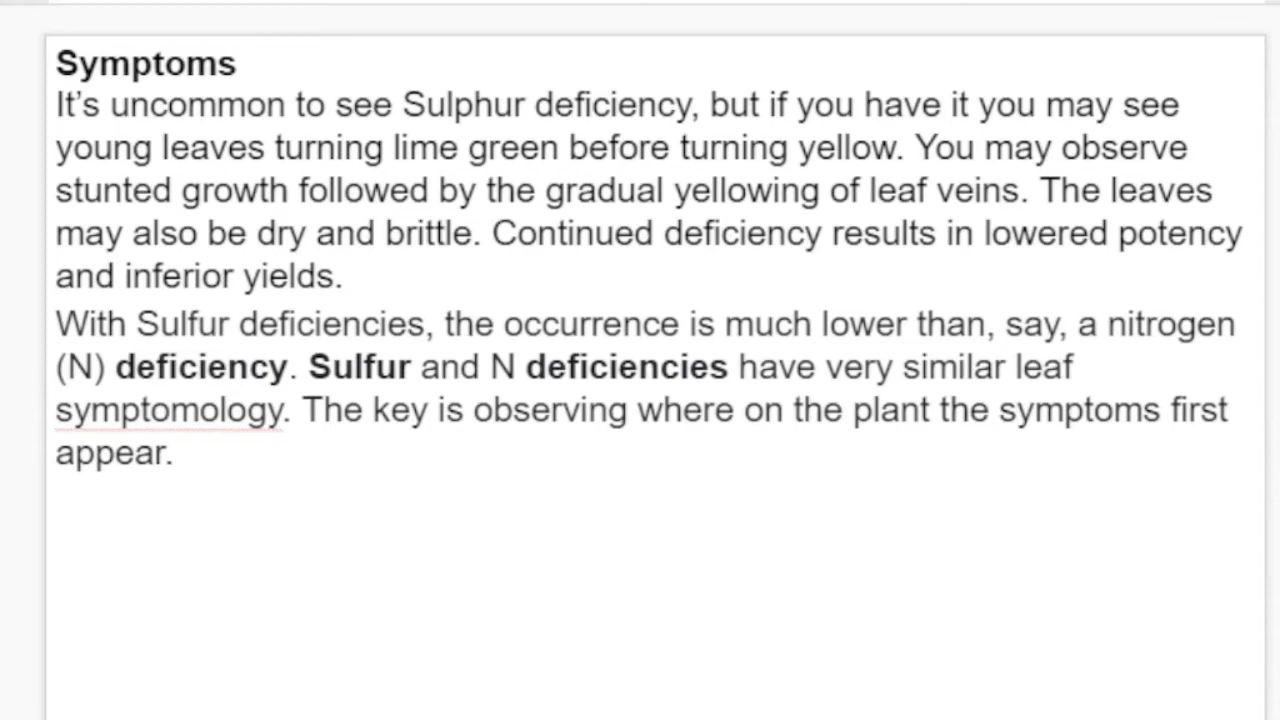 Symptoms
It’s uncommon to see Sulphur deficiency, but if you have it you may see
young leaves turning lime green before turning yellow. You may observe
stunted growth followed by the gradual yellowing of leaf veins. The leaves
may also be dry and brittle. Continued deficiency results in lowered potency
and inferior yields.
With Sulfur deficiencies, the occurrence is much lower than, say, a nitrogen
(N) deficiency. Sulfur and N deficiencies have very similar leaf
symptomology. The key is observing where on the plant the symptoms first
appear.